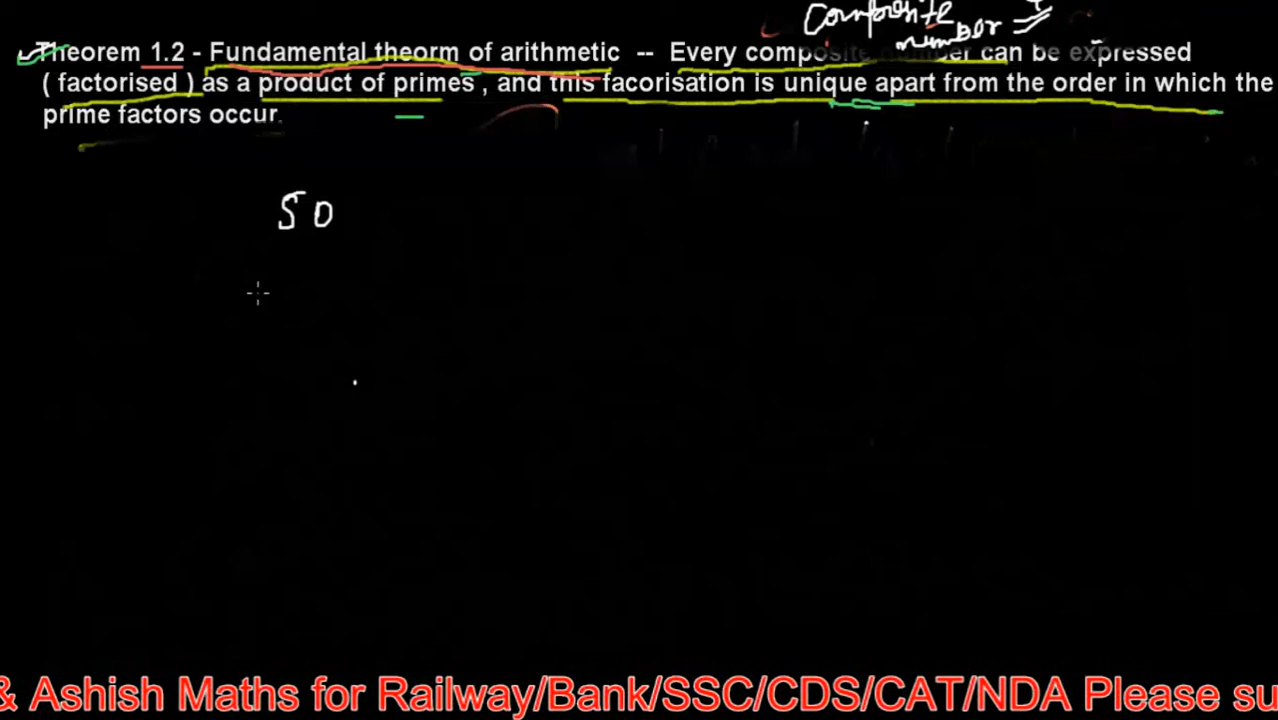 Composite
number
Theorem 1.2 - Fundamental theorm of arithmetic -- Every composite number can be expressed
( factorised ) as a product of primes , and this facorisation is unique apart from the order in which the
prime factors occur.
50
& Ashish Maths for Railway/Bank/SSC/CDS/CAT/NDA Please su